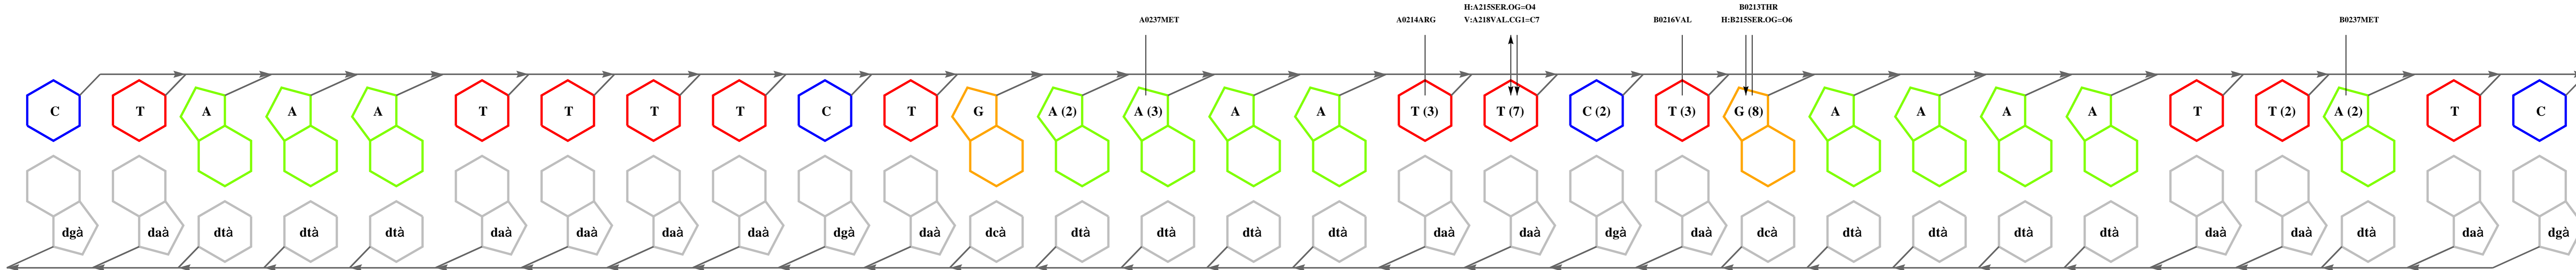 H:A215SER.OG=O4 B0213THR
A0237MET A0214ARG V:A218VAL.CG1=C7 B0216VAL H:B215SER.OG=O6 B0237MET
C T A A A T T T T C T G A (2) A (3) A A T (3) T (7) C (2) T (3) G (8) A A A A T T (2) A (2) T C
dgà daà dtà dtà dtà daà daà daà daà dgà daà dcà dtà dtà dtà dtà daà daà dgà daà dcà dtà dtà dtà dtà daà daà dtà daà dgà